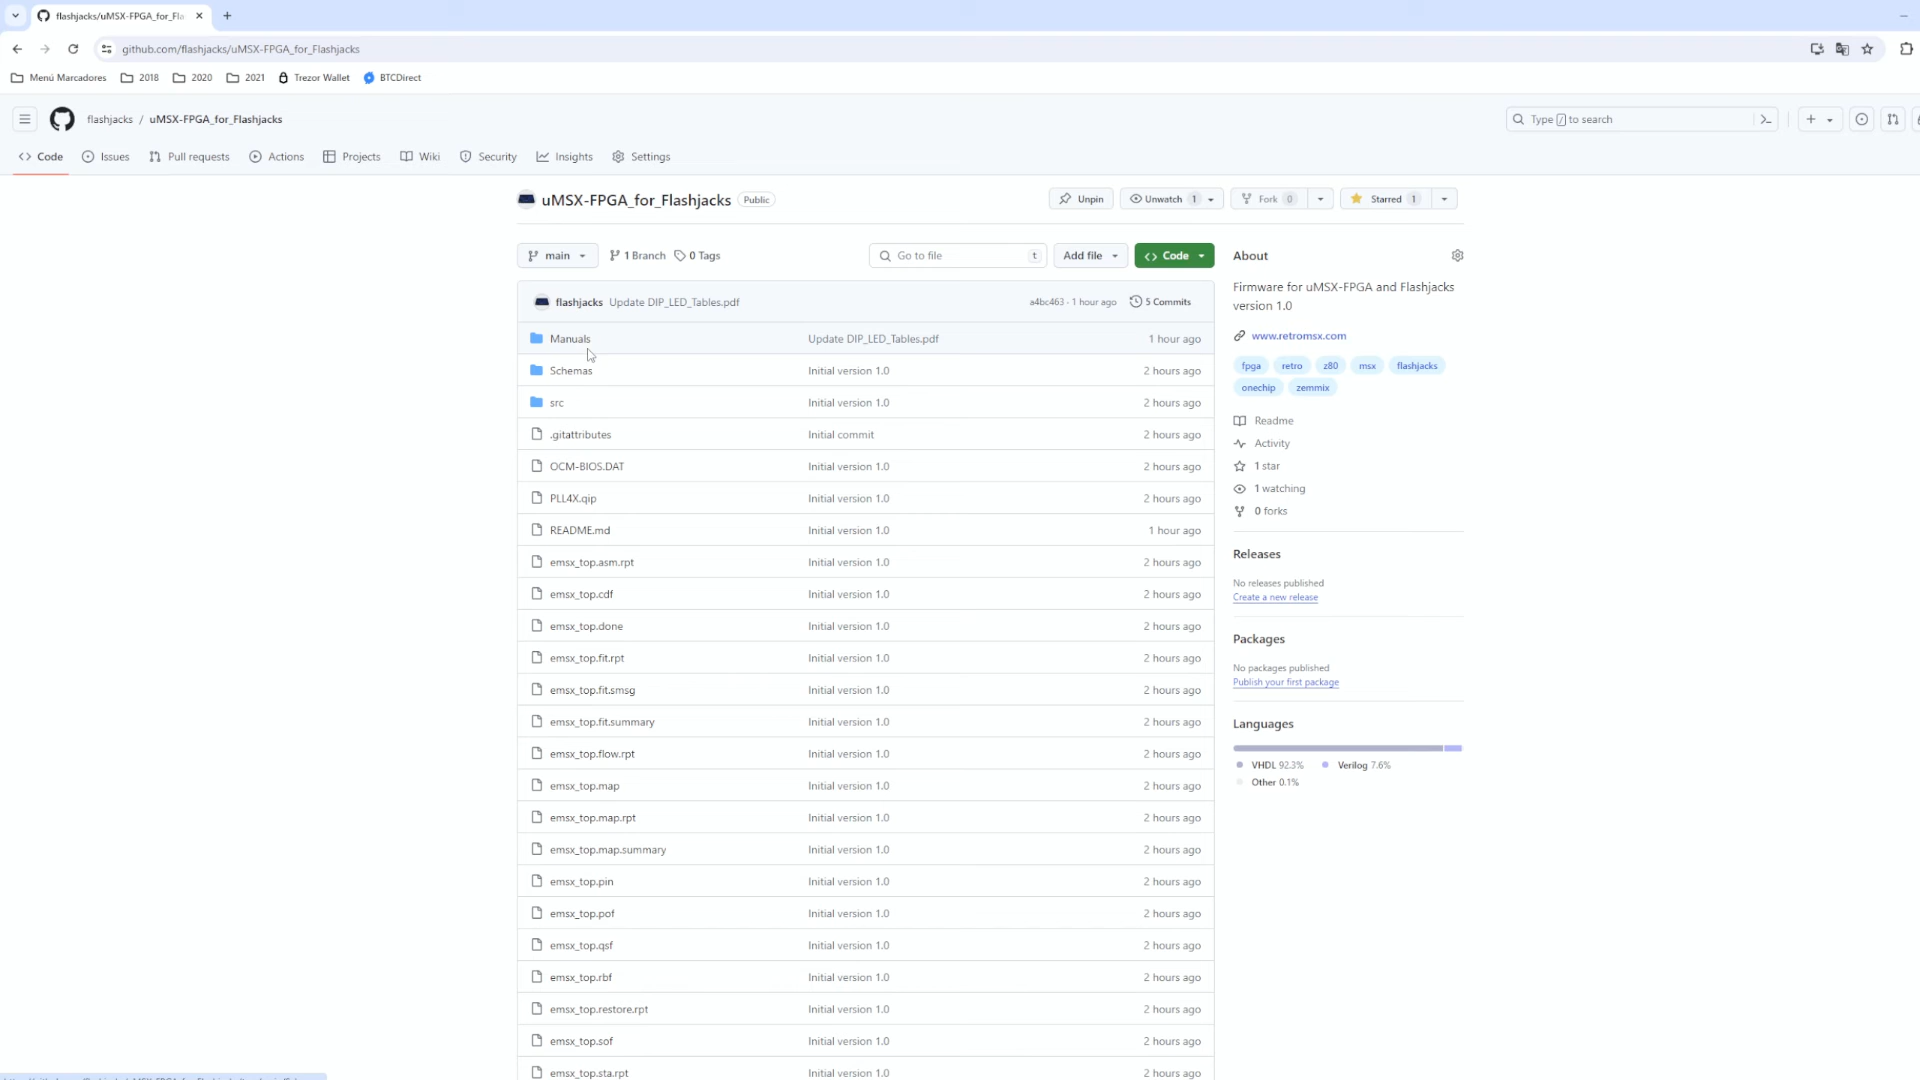 flashjacks/uMSX-FPGA_for_Fla
github.com/flashjacks/uMSX-FPGA_for_Flashjacks
Menú Marcadores 2018 2020 2021 Trezor Wallet BTCDirect
flashjacks / uMSX-FPGA_for_Flashjacks
Type / to search
Code Issues Pull requests Actions Projects Wiki Security Insights Settings
uMSX-FPGA_for_Flashjacks Public
Unpin Unwatch 1 Fork 0 Starred 1
main 1 Branch 0 Tags Go to file t Add file Code
flashjacks Update DIP_LED_Tables.pdf a4bc463 · 1 hour ago 5 Commits
Manuals Update DIP_LED_Tables.pdf 1 hour ago
Schemas Initial version 1.0 2 hours ago
src Initial version 1.0 2 hours ago
.gitattributes Initial commit 2 hours ago
OCM-BIOS.DAT Initial version 1.0 2 hours ago
PLL4X.qip Initial version 1.0 2 hours ago
README.md Initial version 1.0 1 hour ago
emsx_top.asm.rpt Initial version 1.0 2 hours ago
emsx_top.cdf Initial version 1.0 2 hours ago
emsx_top.done Initial version 1.0 2 hours ago
emsx_top.fit.rpt Initial version 1.0 2 hours ago
emsx_top.fit.smsg Initial version 1.0 2 hours ago
emsx_top.fit.summary Initial version 1.0 2 hours ago
emsx_top.flow.rpt Initial version 1.0 2 hours ago
emsx_top.map Initial version 1.0 2 hours ago
emsx_top.map.rpt Initial version 1.0 2 hours ago
emsx_top.map.summary Initial version 1.0 2 hours ago
emsx_top.pin Initial version 1.0 2 hours ago
emsx_top.pof Initial version 1.0 2 hours ago
emsx_top.qsf Initial version 1.0 2 hours ago
emsx_top.rbf Initial version 1.0 2 hours ago
emsx_top.restore.rpt Initial version 1.0 2 hours ago
emsx_top.sof Initial version 1.0 2 hours ago
emsx_top.sta.rpt Initial version 1.0 2 hours ago
About
Firmware for uMSX-FPGA and Flashjacks
version 1.0
www.retromsx.com
fpga retro z80 msx flashjacks
onechip zemmix
Readme
Activity
1 star
1 watching
0 forks
Releases
No releases published
Create a new release
Packages
No packages published
Publish your first package
Languages
VHDL 92.3% Verilog 7.6%
Other 0.1%